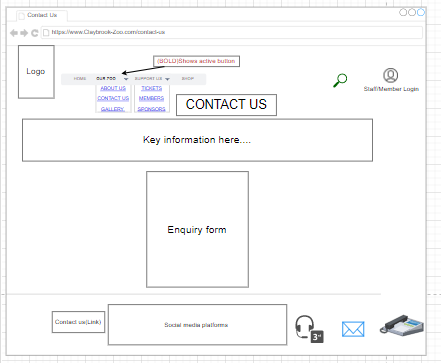 Contact Us
https://www.Claybrook-Zoo.com/contact-us
Logo
(BOLD)Shows active button
HOME OUR ZOO SUPPORT US SHOP
ABOUT US TICKETS
CONTACT US MEMBERS
GALLERY SPONSORS
Staff/Member Login
CONTACT US
Key information here....
Enquiry form
Contact us(Link)
Social media platforms